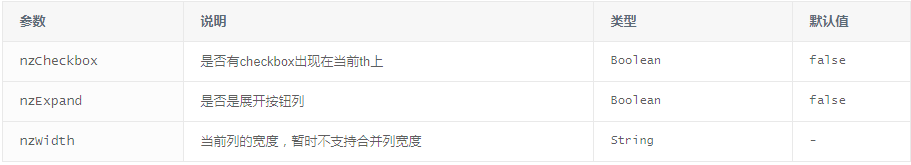 参数 说明 类型 默认值
nzCheckbox 是否有checkbox出现在当前th上 Boolean false
nzExpand 是否是展开按钮列 Boolean false
nzWidth 当前列的宽度，暂时不支持合并列宽度 String -